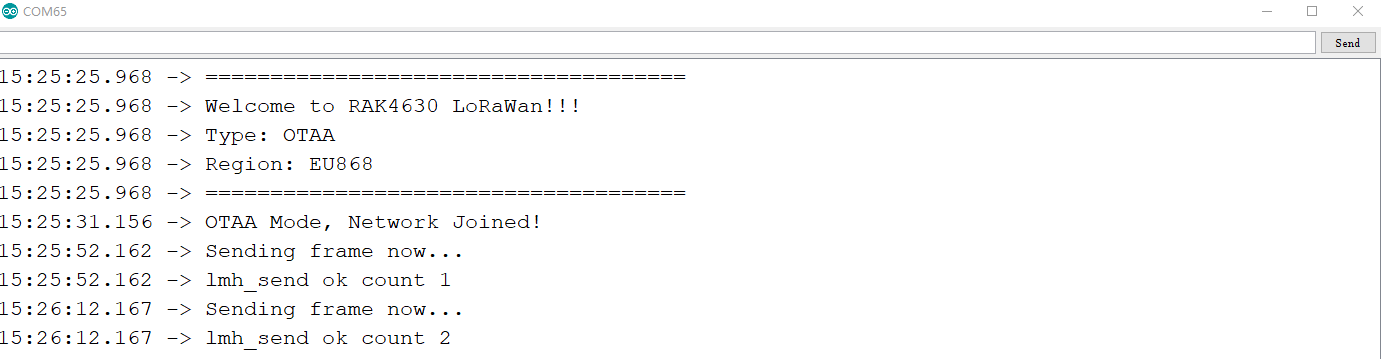 COM65
Send
15:25:25.968 -> =====================================
15:25:25.968 -> Welcome to RAK4630 LoRaWan!!!
15:25:25.968 -> Type: OTAA
15:25:25.968 -> Region: EU868
15:25:25.968 -> =====================================
15:25:31.156 -> OTAA Mode, Network Joined!
15:25:52.162 -> Sending frame now...
15:25:52.162 -> lmh_send ok count 1
15:26:12.167 -> Sending frame now...
15:26:12.167 -> lmh_send ok count 2